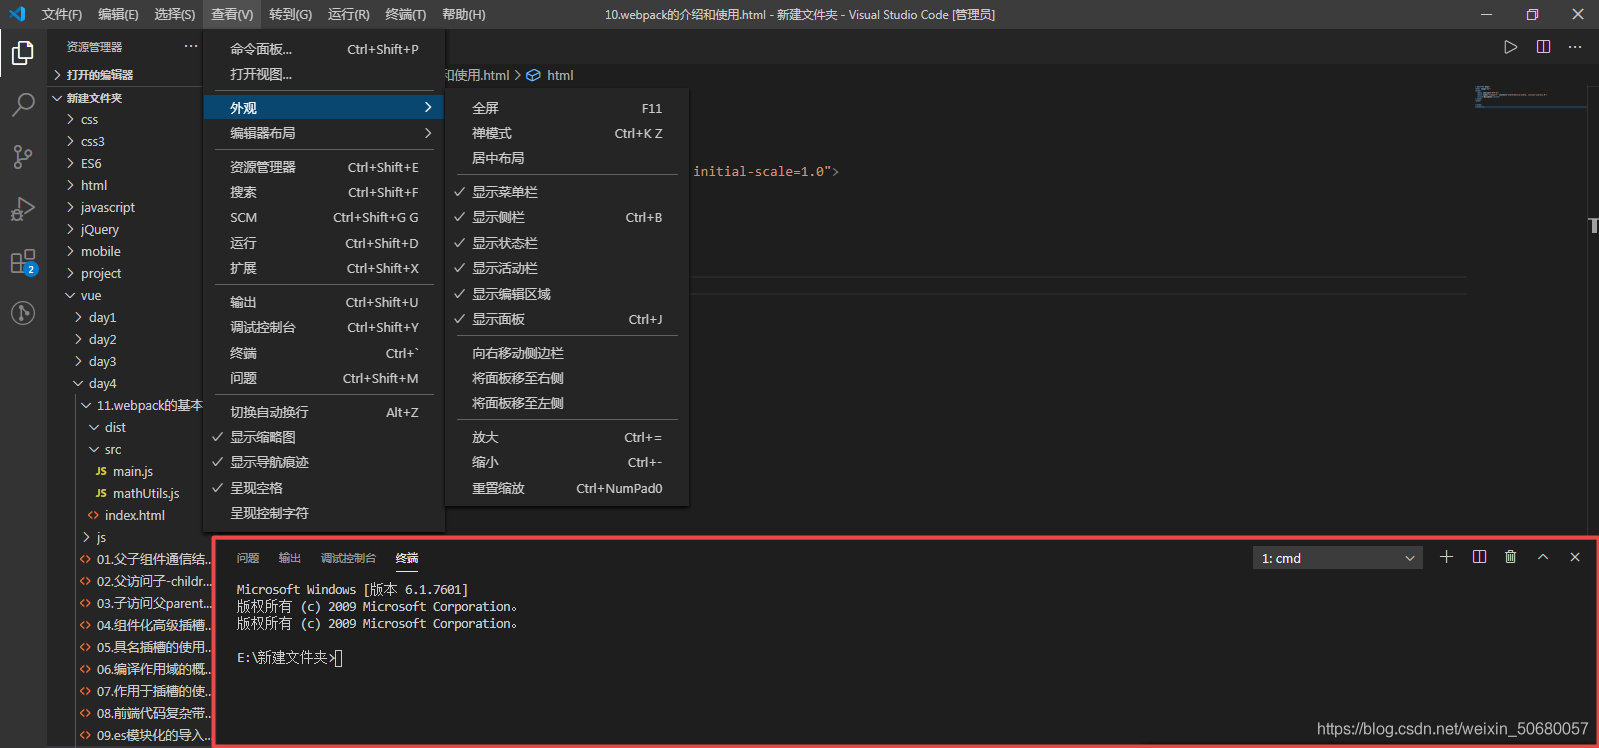 文件(F) 编辑(E) 选择(S) 查看(V) 转到(G) 运行(R) 终端(T) 帮助(H) 10.webpack的介绍和使用.html - 新建文件夹 - Visual Studio Code [管理员]
资源管理器 ...
打开的编辑器
新建文件夹
css
css3
ES6
html
javascript
jQuery
mobile
project
vue
day1
day2
day3
day4
11.webpack的基本
dist
src
JS main.js
JS mathUtils.js
index.html
js
01.父子组件通信结...
02.父访问子-childr...
03.子访问父parent...
04.组件化高级插槽...
05.具名插槽的使用...
06.编译作用域的概...
07.作用于插槽的使...
08.前端代码复杂带...
09.es模块化的导入...
2
命令面板... Ctrl+Shift+P
打开视图...
外观
编辑器布局
资源管理器 Ctrl+Shift+E
搜索 Ctrl+Shift+F
SCM Ctrl+Shift+G G
运行 Ctrl+Shift+D
扩展 Ctrl+Shift+X
输出 Ctrl+Shift+U
调试控制台 Ctrl+Shift+Y
终端 Ctrl+`
问题 Ctrl+Shift+M
切换自动换行 Alt+Z
显示缩略图
显示导航痕迹
呈现空格
呈现控制字符
和使用.html > html
全屏 F11
禅模式 Ctrl+K Z
居中布局
显示菜单栏
显示侧栏 Ctrl+B
显示状态栏
显示活动栏
显示编辑区域
显示面板 Ctrl+J
向右移动侧边栏
将面板移至右侧
将面板移至左侧
放大 Ctrl+=
缩小 Ctrl+-
重置缩放 Ctrl+NumPad0
initial-scale=1.0">
问题 输出 调试控制台 终端 1: cmd
Microsoft Windows [版本 6.1.7601]
版权所有 (c) 2009 Microsoft Corporation。
版权所有 (c) 2009 Microsoft Corporation。
E:\新建文件夹>
https://blog.csdn.net/weixin_50680057